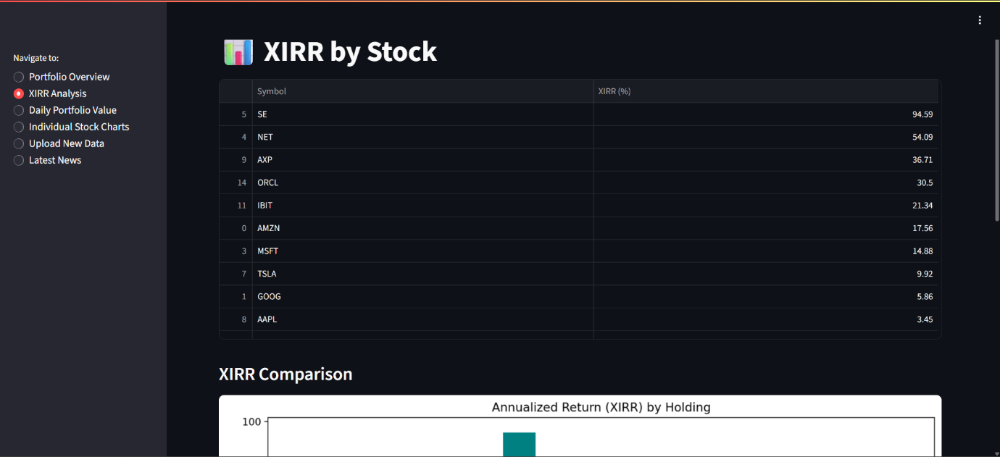 Navigate to:
Portfolio Overview
XIRR Analysis
Daily Portfolio Value
Individual Stock Charts
Upload New Data
Latest News
XIRR by Stock
Symbol XIRR (%)
5 SE 94.59
4 NET 54.09
9 AXP 36.71
14 ORCL 30.5
11 IBIT 21.34
0 AMZN 17.56
3 MSFT 14.88
7 TSLA 9.92
1 GOOG 5.86
8 AAPL 3.45
XIRR Comparison
Annualized Return (XIRR) by Holding
100